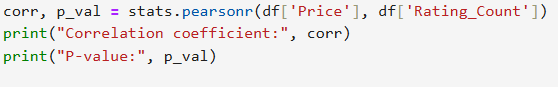 corr, p_val = stats.pearsonr(df['Price'], df['Rating_Count'])
print("Correlation coefficient:", corr)
print("P-value:", p_val)